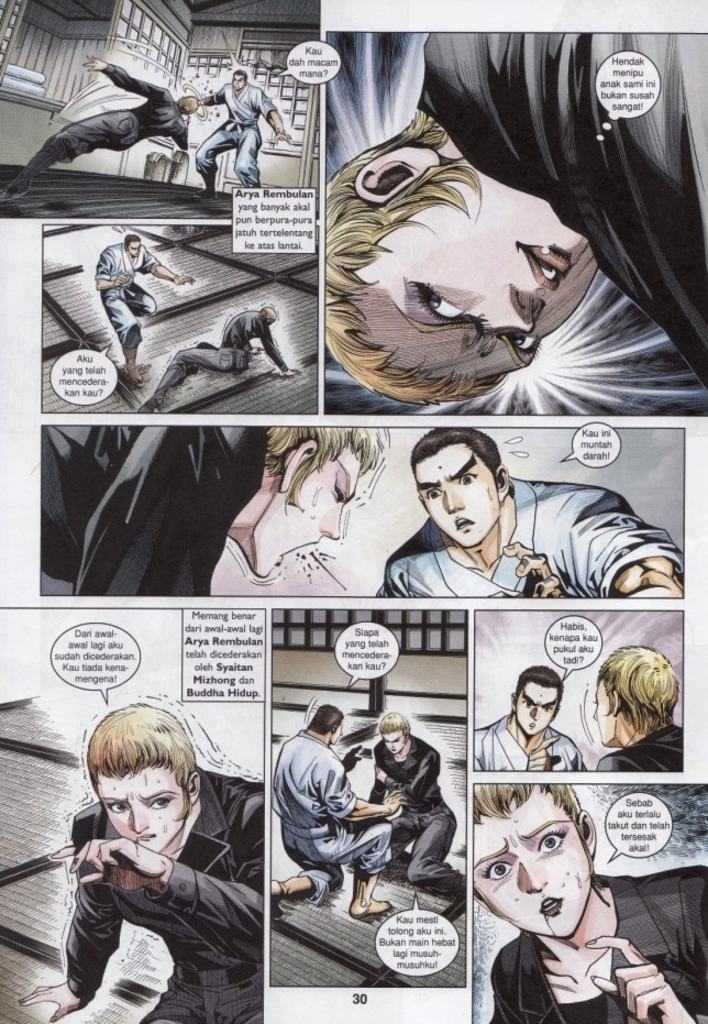 Kau
dah macam
mana?
Arya Rembulan
yang banyak akal
pun berpura-pura
jatuh tertelentang
ke atas lantai.
Hendak
menipu
anak sami ini
bukan susah
sangat!
Aku
yang telah
mencedera-
kan kau?
Kau ini
muntah
darah!
Dari awal-
awal lagi aku
sudah dicederakan.
Kau tiada kena-
mengena!
Memang benar
dari awal-awal lagi
Arya Rembulan
telah dicederakan
oleh Syaitan
Mizhong dan
Buddha Hidup.
Siapa
yang telah
mencedera-
kan kau?
Kau mesti
tolong aku ini.
Bukan main hebat
lagi musuh-
musuhku!
Habis,
kenapa kau
pukul aku
tadi?
Sebab
aku terlalu
takut dan telah
tersesak
akal!
30